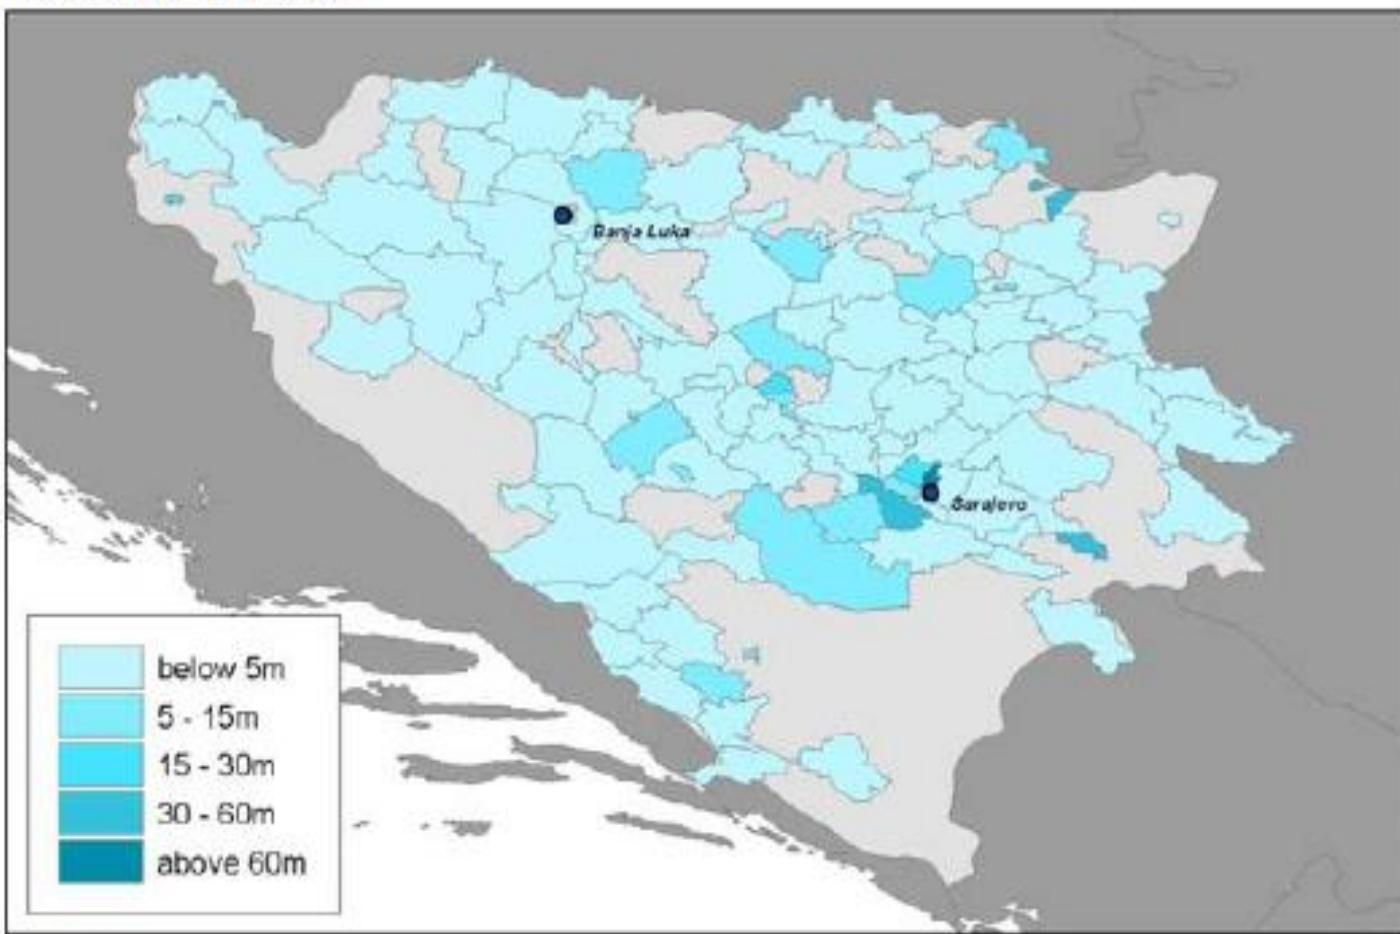 Banja Luka
Sarajevo
below 5m
5 - 15m
15 - 30m
30 - 60m
above 60m